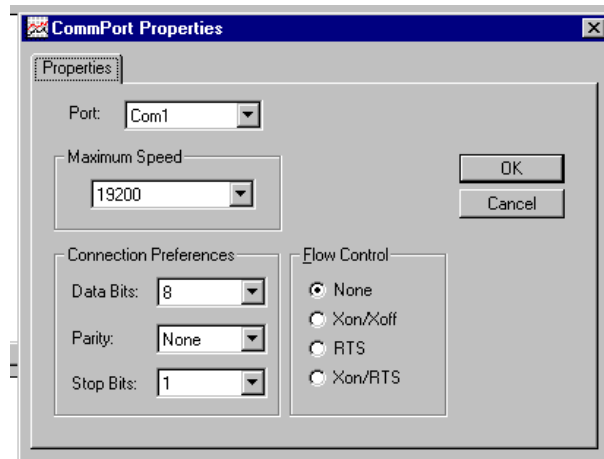 CommPort Properties
Properties
Port: Com1
Maximum Speed
19200
OK
Cancel
Connection Preferences
Data Bits: 8
Parity: None
Stop Bits: 1
Flow Control
None
Xon/Xoff
RTS
Xon/RTS